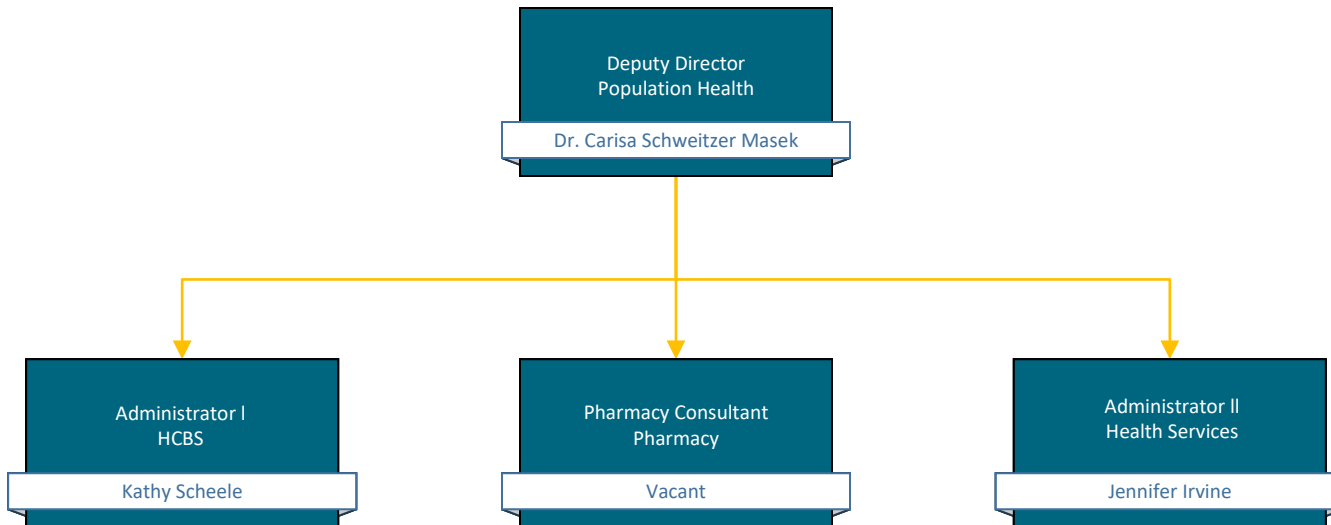 Deputy Director
Population Health
Dr. Carisa Schweitzer Masek
Administrator l
HCBS
Kathy Scheele
Pharmacy Consultant
Pharmacy
Vacant
Administrator ll
Health Services
Jennifer Irvine